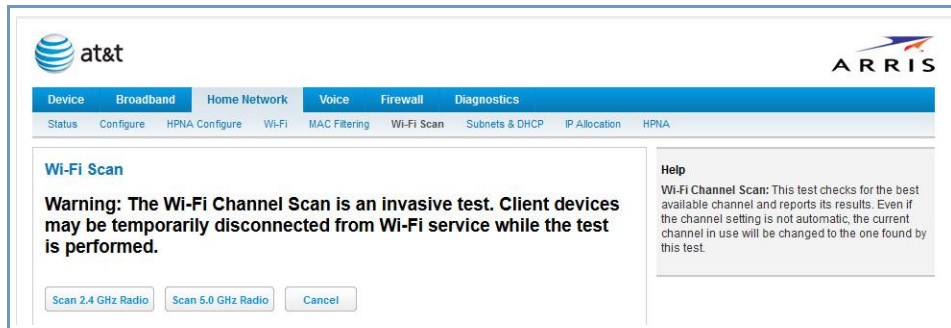 at&t
ARRIS
Device Broadband Home Network Voice Firewall Diagnostics
Status Configure HPNA Configure Wi-Fi MAC Filtering Wi-Fi Scan Subnets & DHCP IP Allocation HPNA
Wi-Fi Scan
Warning: The Wi-Fi Channel Scan is an invasive test. Client devices
may be temporarily disconnected from Wi-Fi service while the test
is performed.
Scan 2.4 GHz Radio Scan 5.0 GHz Radio Cancel
Help
Wi-Fi Channel Scan: This test checks for the best
available channel and reports its results. Even if
the channel setting is not automatic, the current
channel in use will be changed to the one found by
this test.